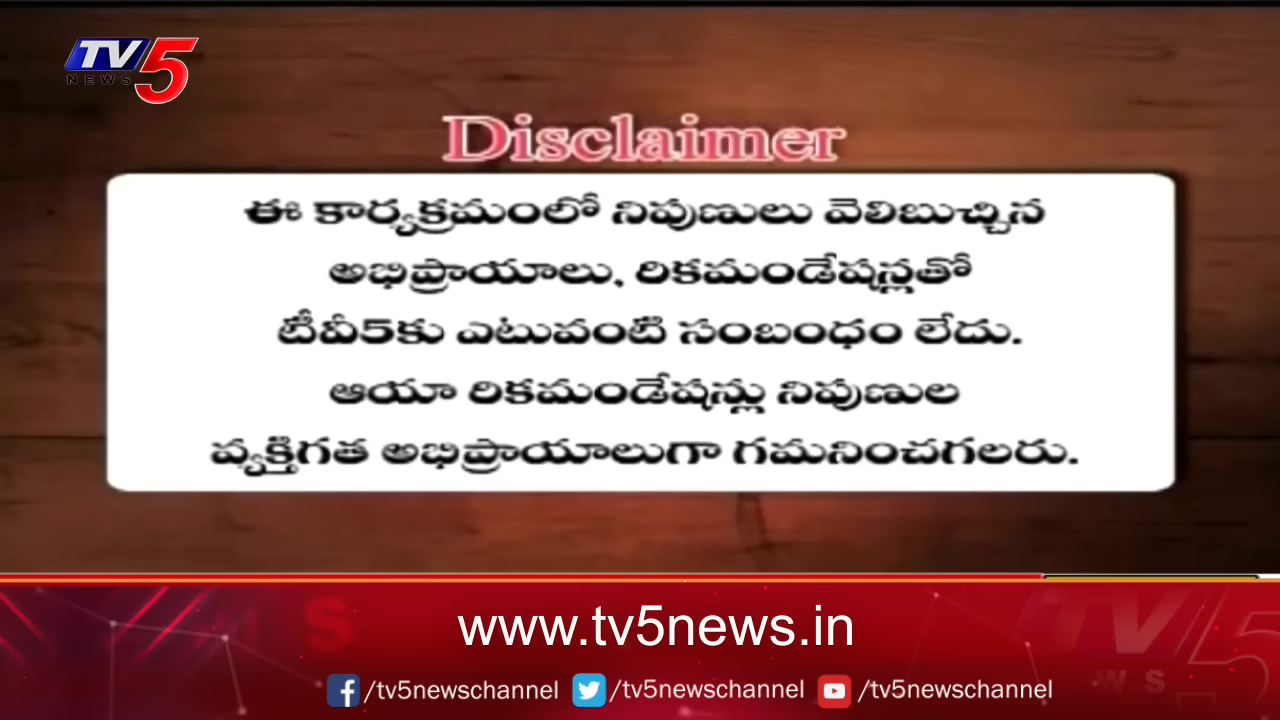 TV5
NEWS
Disclaimer
ఈ కార్యక్రమంలో నిపుణులు వెలిబుచ్చిన
అభిప్రాయాలు, రికమండేషన్లతో
టీవీ5కు ఎటువంటి సంబంధం లేదు.
ఆయా రికమండేషన్లు నిపుణుల
వ్యక్తిగత అభిప్రాయాలుగా గమనించగలరు.
www.tv5news.in
/tv5newschannel /tv5newschannel /tv5newschannel